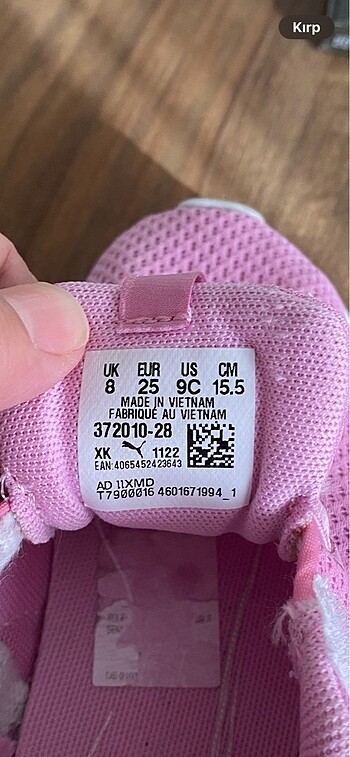 Kırp
UK EUR US CM
8 25 9C 15.5
MADE IN VIETNAM
FABRIQUÉ AU VIETNAM
372010-28
XK 1122
EAN:4065452423643
AD 11XMD
T7900016 4601671994_1